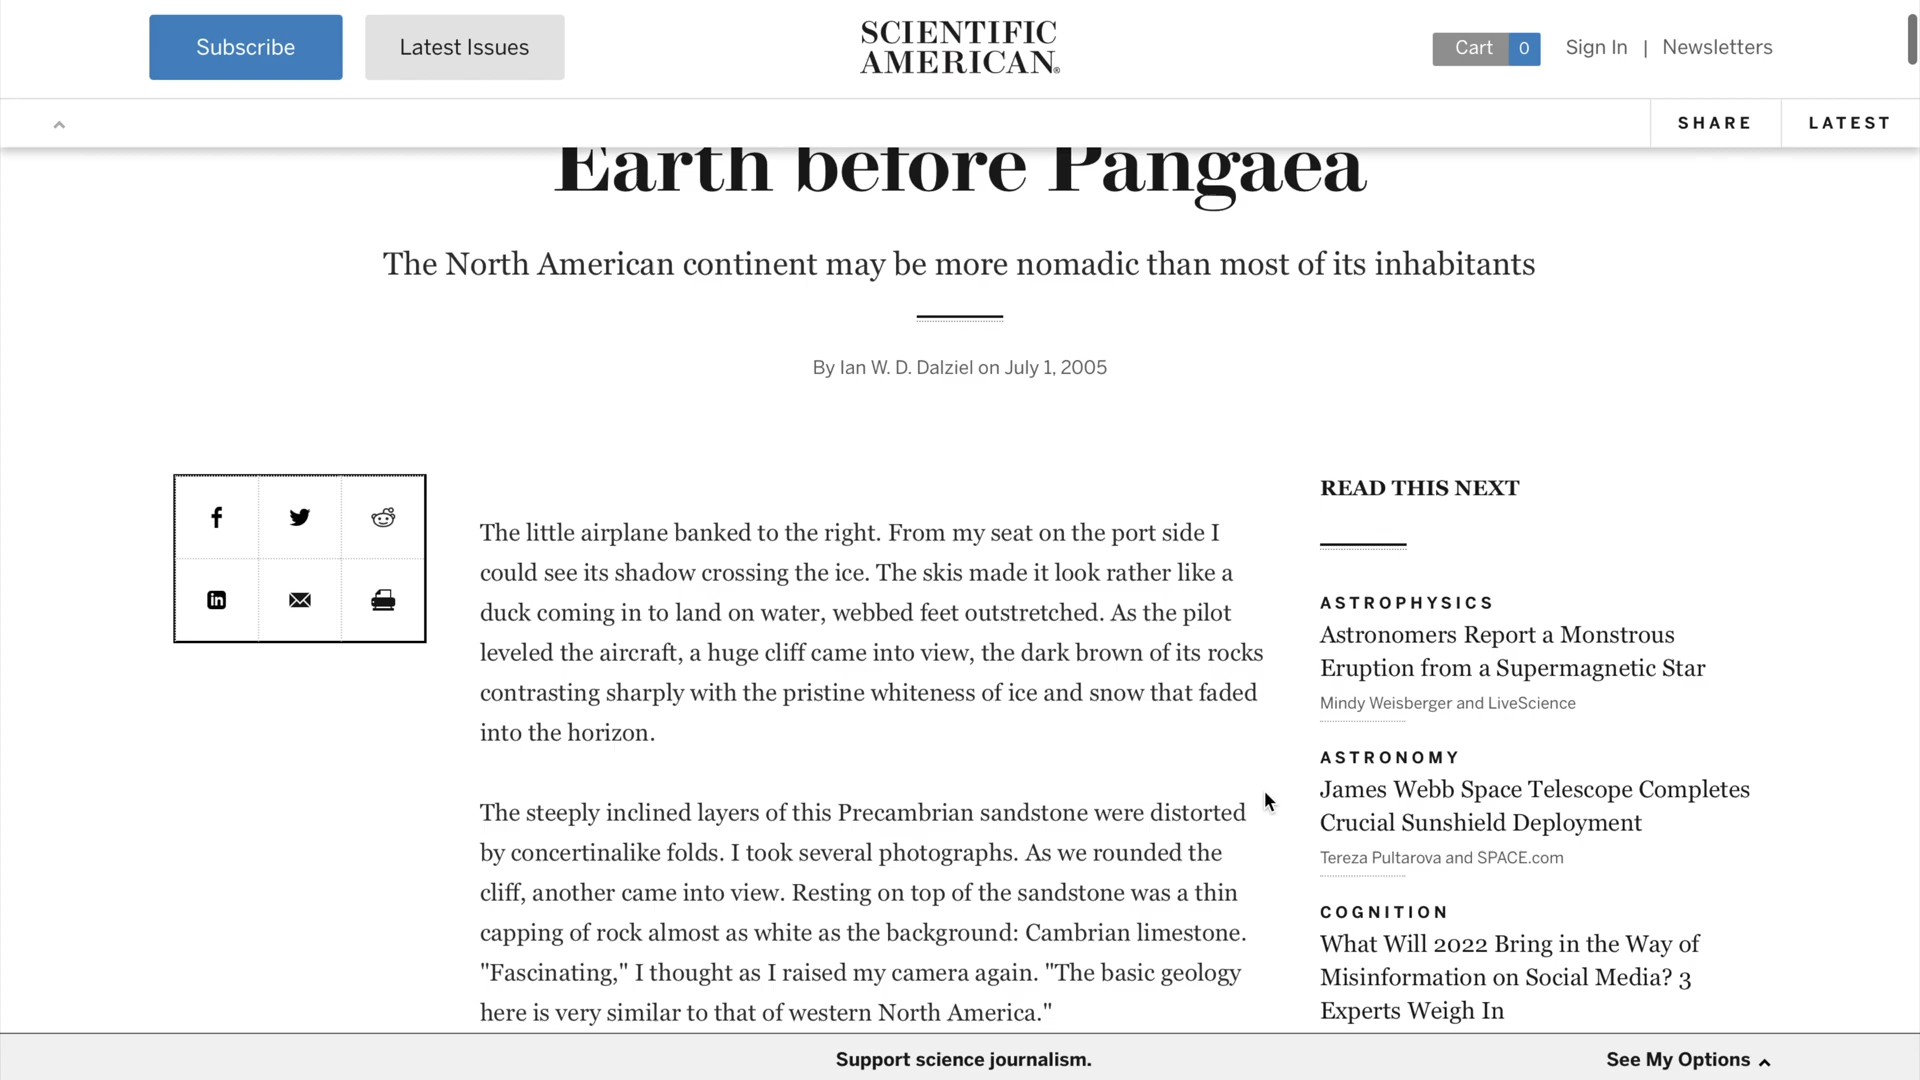 Subscribe
Latest Issues
SCIENTIFIC
AMERICAN®
Cart 0
Sign In | Newsletters
SHARE
LATEST
Earth before Pangaea
The North American continent may be more nomadic than most of its inhabitants
By Ian W. D. Dalziel on July 1, 2005
The little airplane banked to the right. From my seat on the port side I
could see its shadow crossing the ice. The skis made it look rather like a
duck coming in to land on water, webbed feet outstretched. As the pilot
leveled the aircraft, a huge cliff came into view, the dark brown of its rocks
contrasting sharply with the pristine whiteness of ice and snow that faded
into the horizon.
The steeply inclined layers of this Precambrian sandstone were distorted
by concertinalike folds. I took several photographs. As we rounded the
cliff, another came into view. Resting on top of the sandstone was a thin
capping of rock almost as white as the background: Cambrian limestone.
"Fascinating," I thought as I raised my camera again. "The basic geology
here is very similar to that of western North America."
READ THIS NEXT
ASTROPHYSICS
Astronomers Report a Monstrous
Eruption from a Supermagnetic Star
Mindy Weisberger and LiveScience
ASTRONOMY
James Webb Space Telescope Completes
Crucial Sunshield Deployment
Tereza Pultarova and SPACE.com
COGNITION
What Will 2022 Bring in the Way of
Misinformation on Social Media? 3
Experts Weigh In
Support science journalism.
See My Options